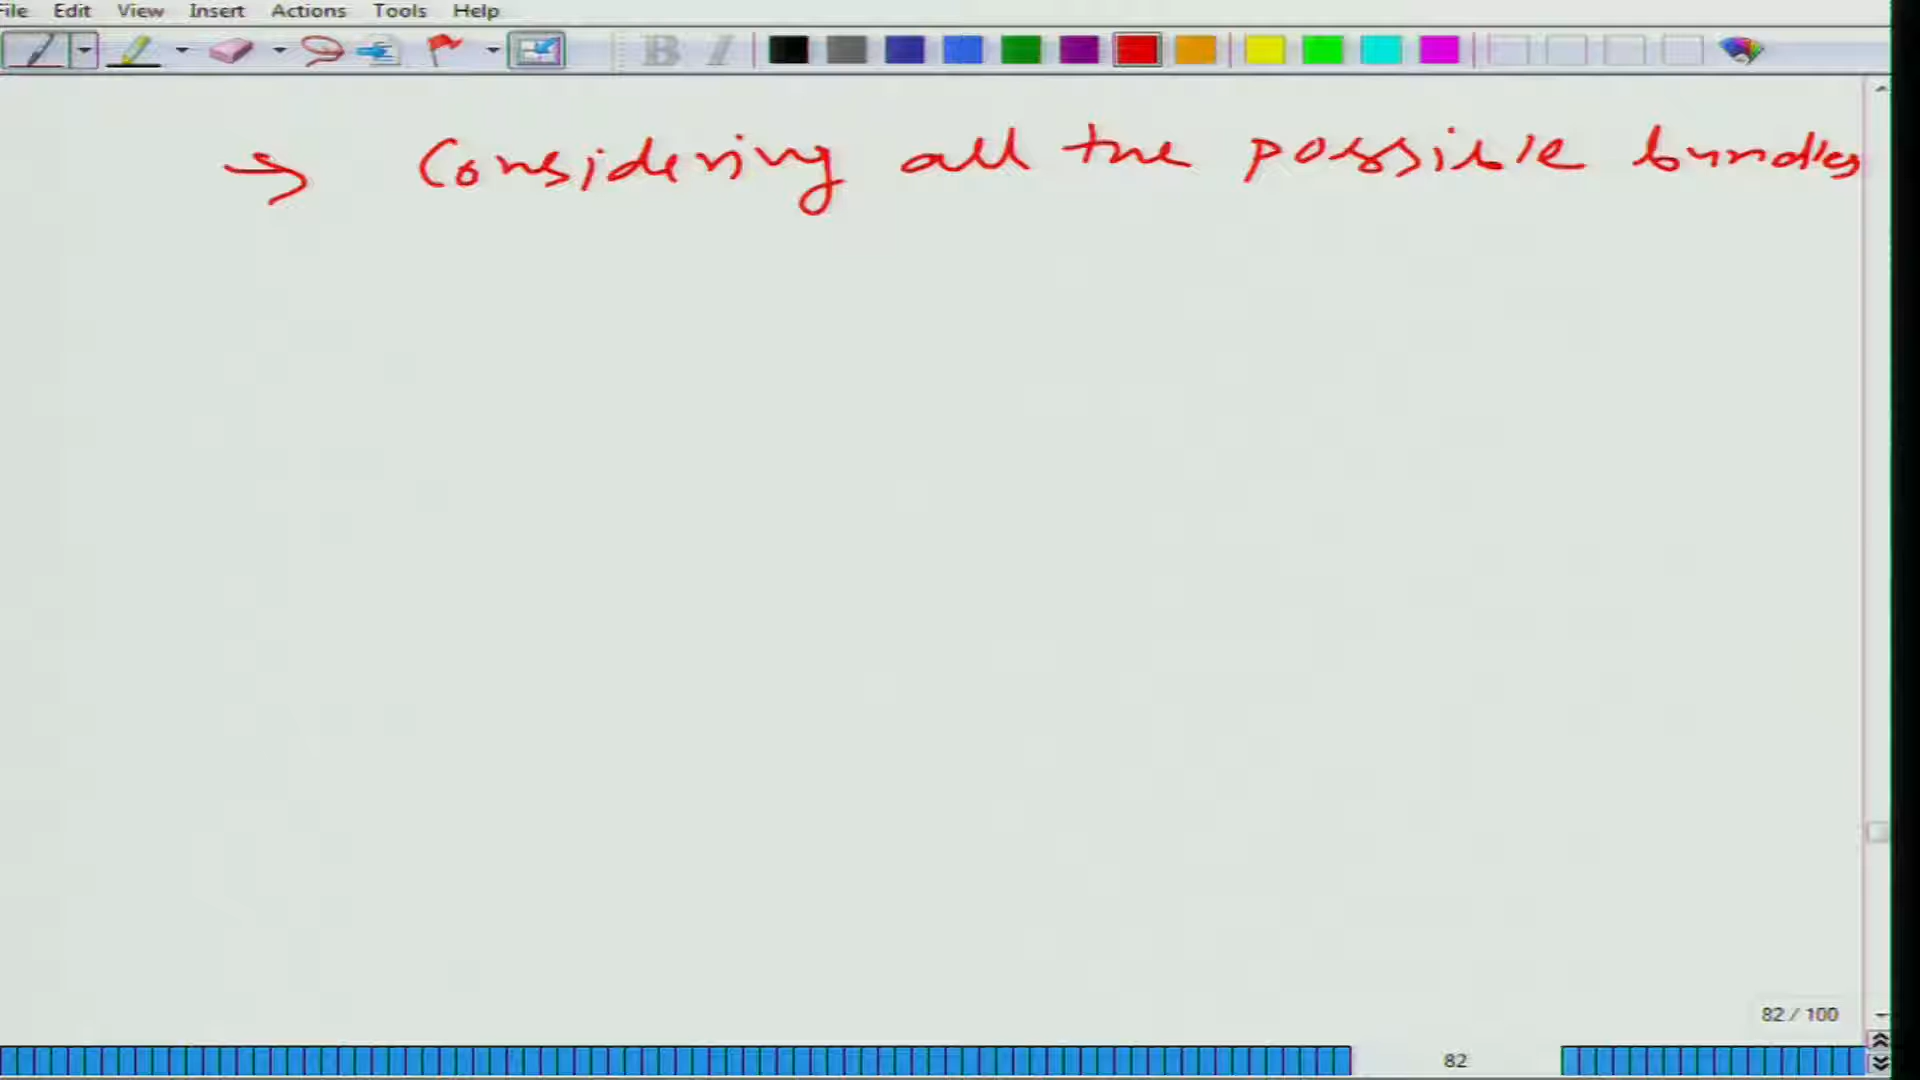 File Edit View Insert Actions Tools Help
B I
→ Considering all the possible bundles
82 / 100
82